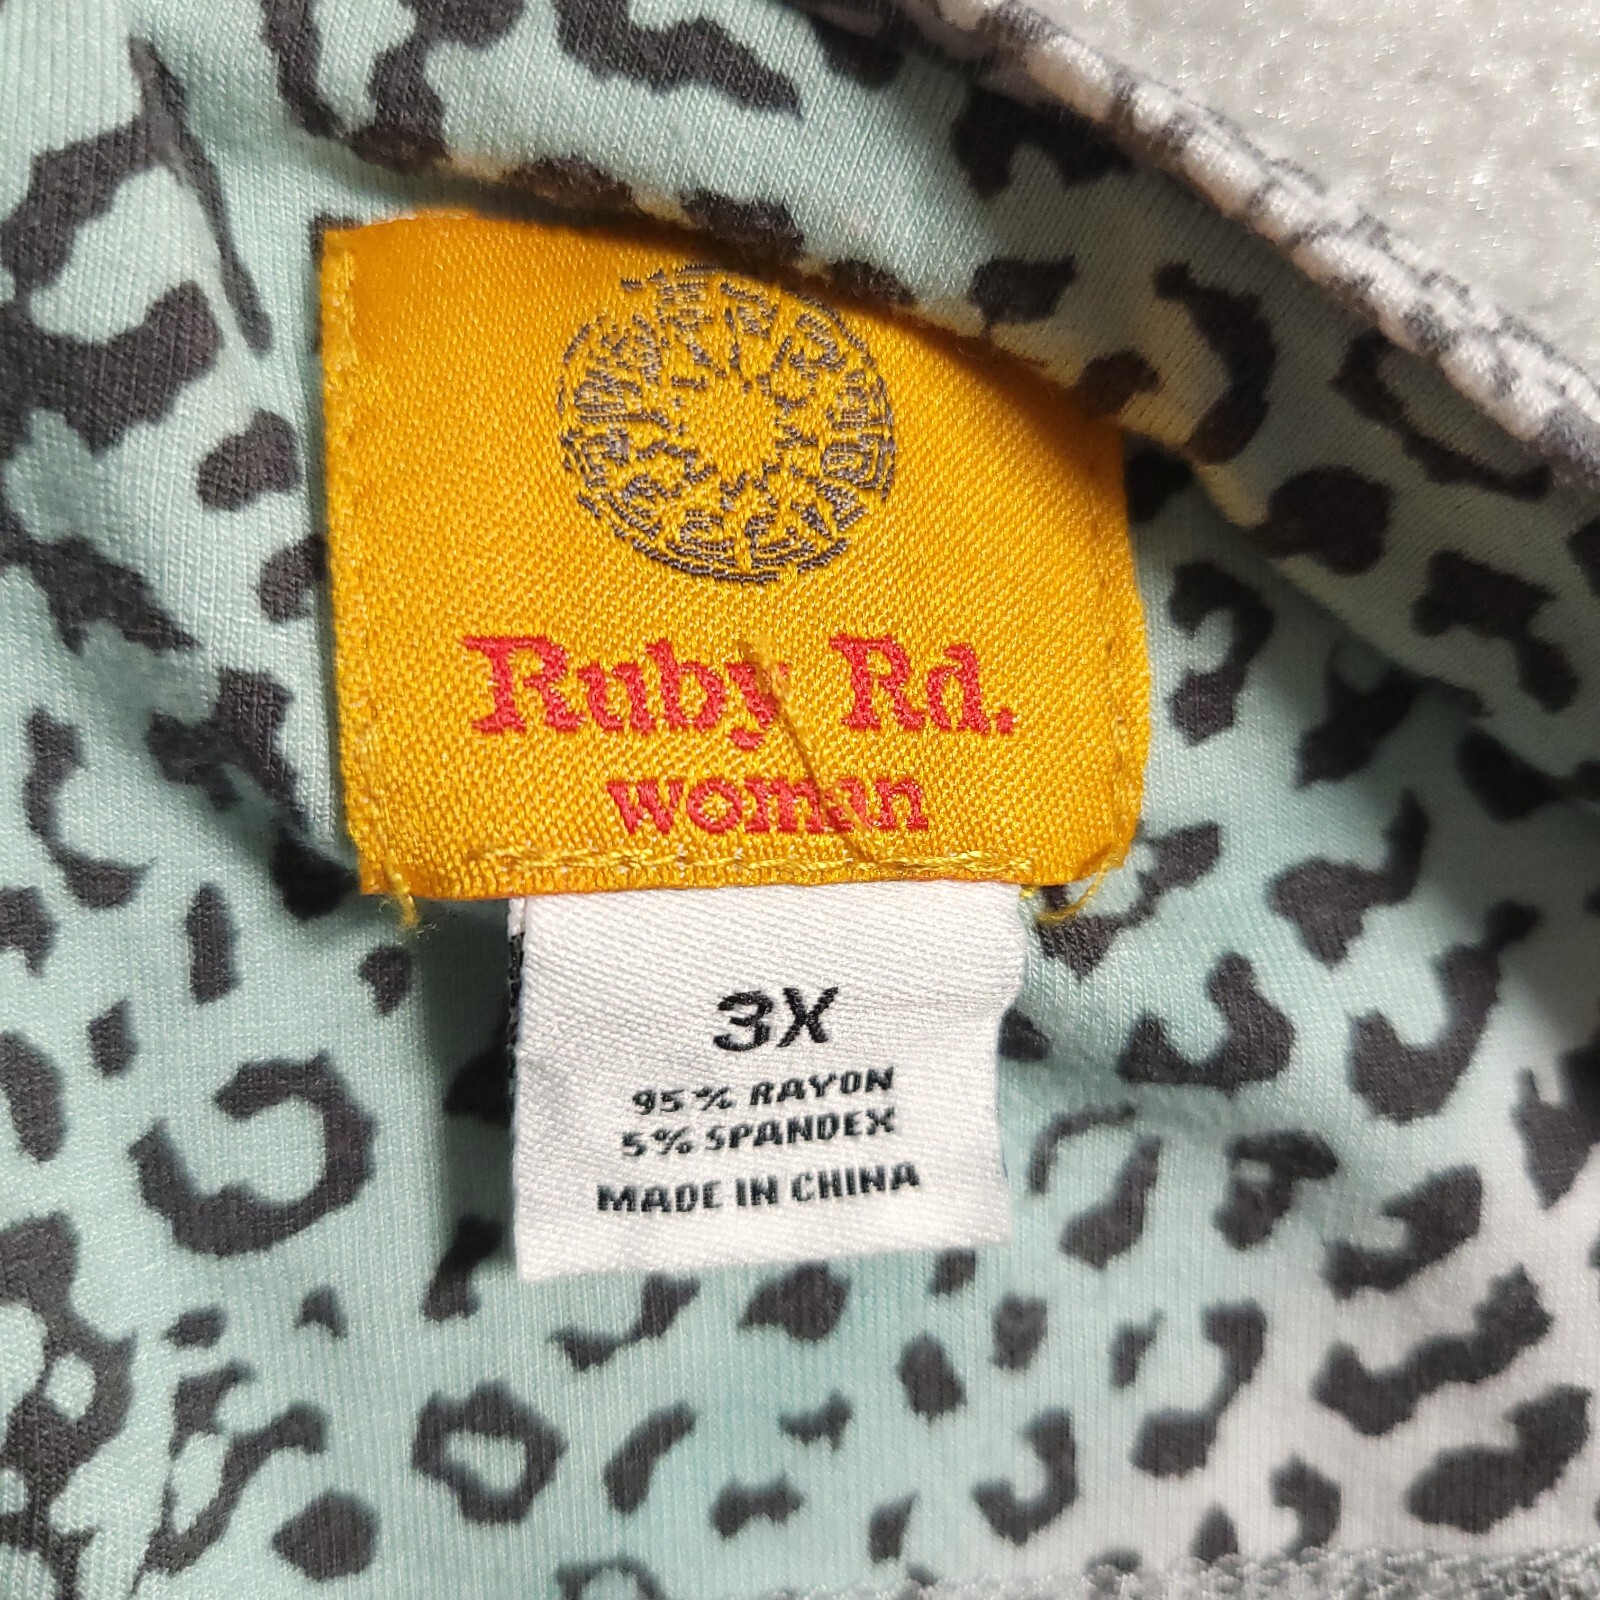 Ruby Rd.
woman
3X
95% RAYON
5% SPANDEX
MADE IN CHINA